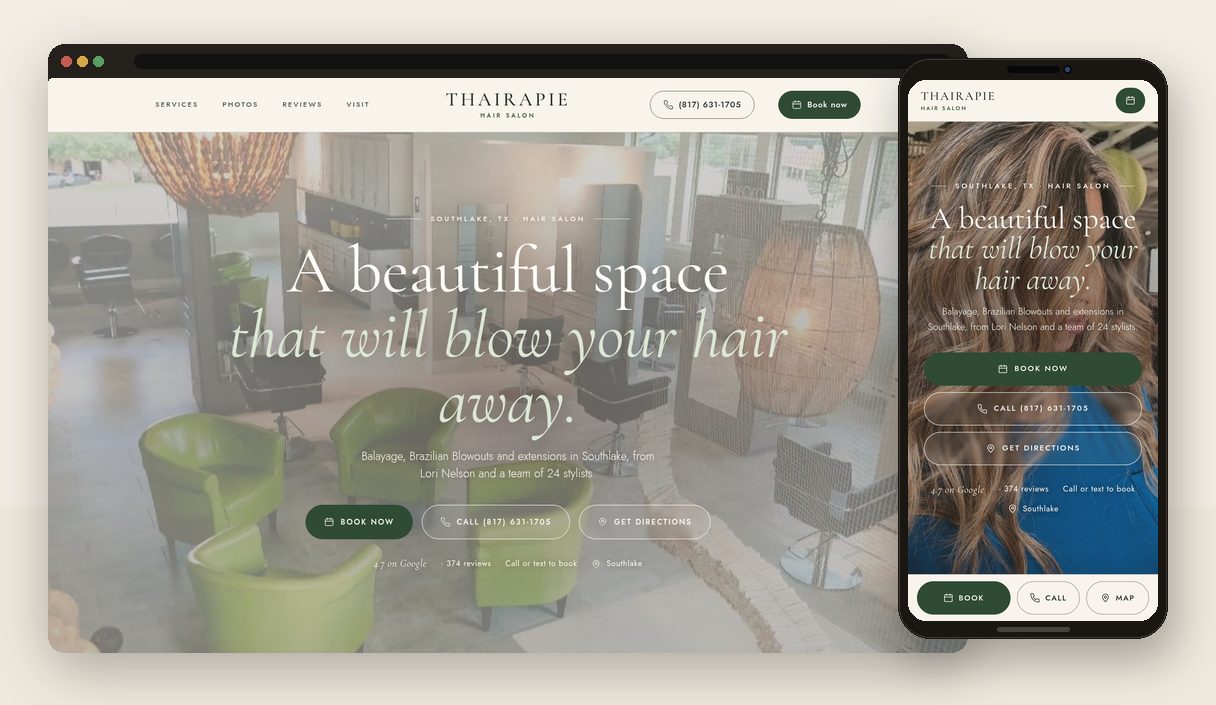 SERVICES PHOTOS REVIEWS VISIT
THAIRAPIE
HAIR SALON
(817) 631-1705
Book now
SOUTHLAKE, TX · HAIR SALON
A beautiful space
that will blow your hair
away.
Balayage, Brazilian Blowouts and extensions in Southlake, from
Lori Nelson and a team of 24 stylists.
BOOK NOW
CALL (817) 631-1705
GET DIRECTIONS
4.7 on Google · 374 reviews Call or text to book Southlake
THAIRAPIE
HAIR SALON
SOUTHLAKE, TX · HAIR SALON
A beautiful space
that will blow your
hair away.
Balayage, Brazilian Blowouts and extensions in
Southlake, from Lori Nelson and a team of 24 stylists.
BOOK NOW
CALL (817) 631-1705
GET DIRECTIONS
4.7 on Google · 374 reviews Call or text to book
Southlake
BOOK
CALL
MAP